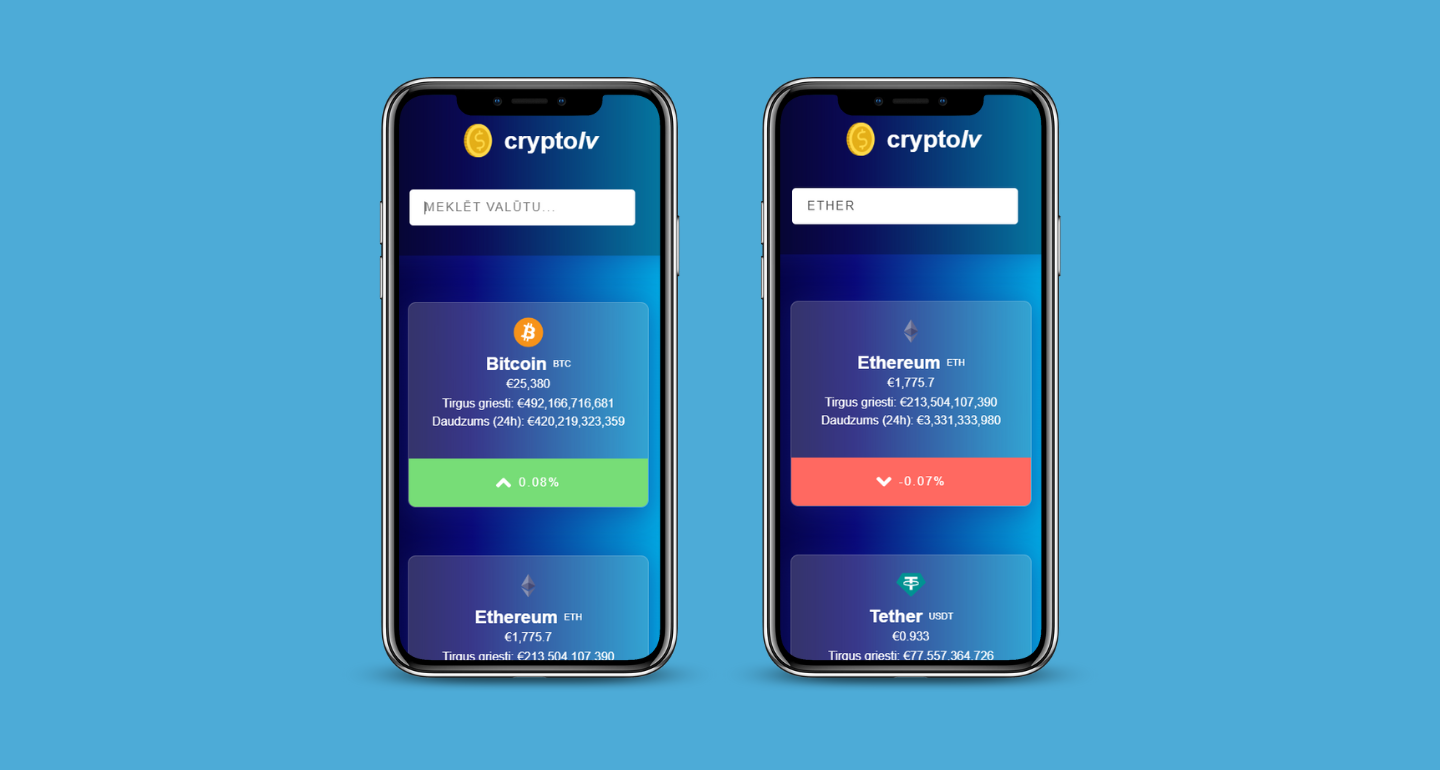 cryptolv
MEKLĒT VALŪTU...
Bitcoin BTC
€25,380
Tirgus griesti: €492,166,716,681
Daudzums (24h): €420,219,323,359
0.08%
Ethereum ETH
€1,775.7
Tirgus griesti: €213,504,107,390
cryptolv
ETHER
Ethereum ETH
€1,775.7
Tirgus griesti: €213,504,107,390
Daudzums (24h): €3,331,333,980
-0.07%
Tether USDT
€0.933
Tirgus griesti: €77,557,364,726